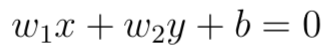 w₁x + w₂y + b = 0